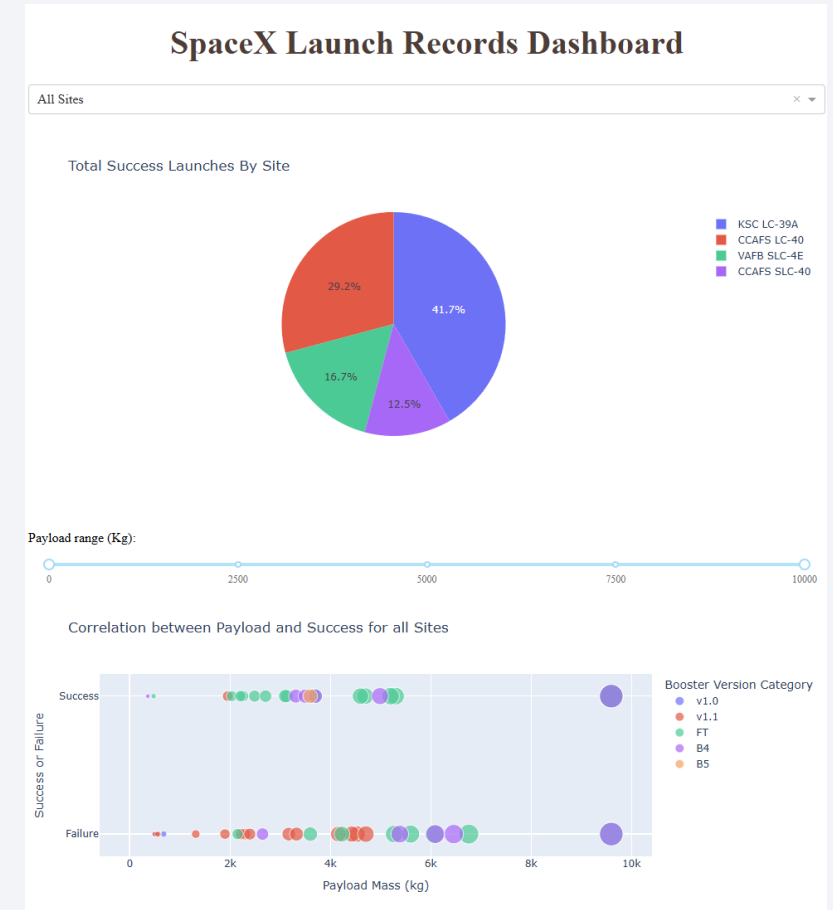 SpaceX Launch Records Dashboard
All Sites
×
Total Success Launches By Site
KSC LC-39A
CCAFS LC-40
VAFB SLC-4E
CCAFS SLC-40
29.2%
41.7%
16.7%
12.5%
Payload range (Kg):
0 2500 5000 7500 10000
Correlation between Payload and Success for all Sites
Booster Version Category
v1.0
v1.1
FT
B4
B5
Success or Failure
Success
Failure
0 2k 4k 6k 8k 10k
Payload Mass (kg)